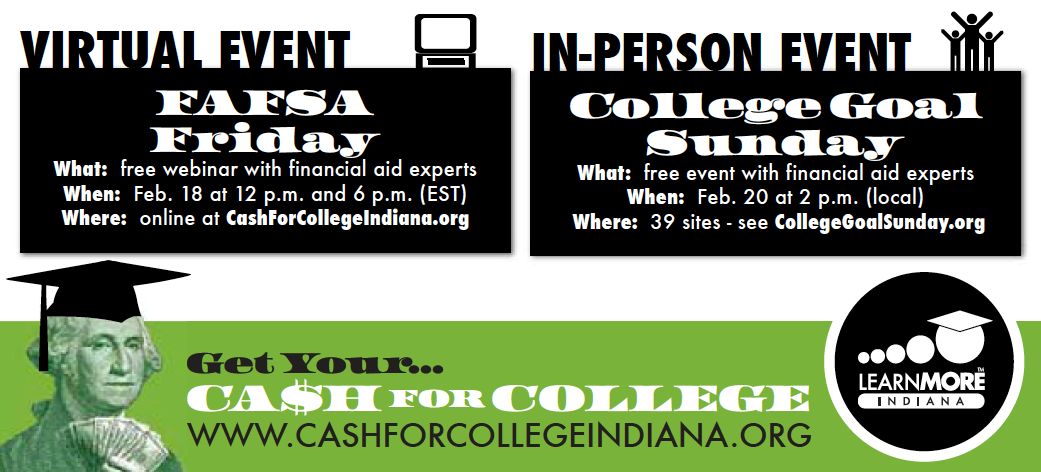 VIRTUAL EVENT
FAFSA
Friday
What: free webinar with financial aid experts
When: Feb. 18 at 12 p.m. and 6 p.m. (EST)
Where: online at CashForCollegeIndiana.org
IN-PERSON EVENT
College Goal
Sunday
What: free event with financial aid experts
When: Feb. 20 at 2 p.m. (local)
Where: 39 sites - see CollegeGoalSunday.org
Get Your...
CA$H FOR COLLEGE
WWW.CASHFORCOLLEGEINDIANA.ORG
LEARNMORE™
INDIANA